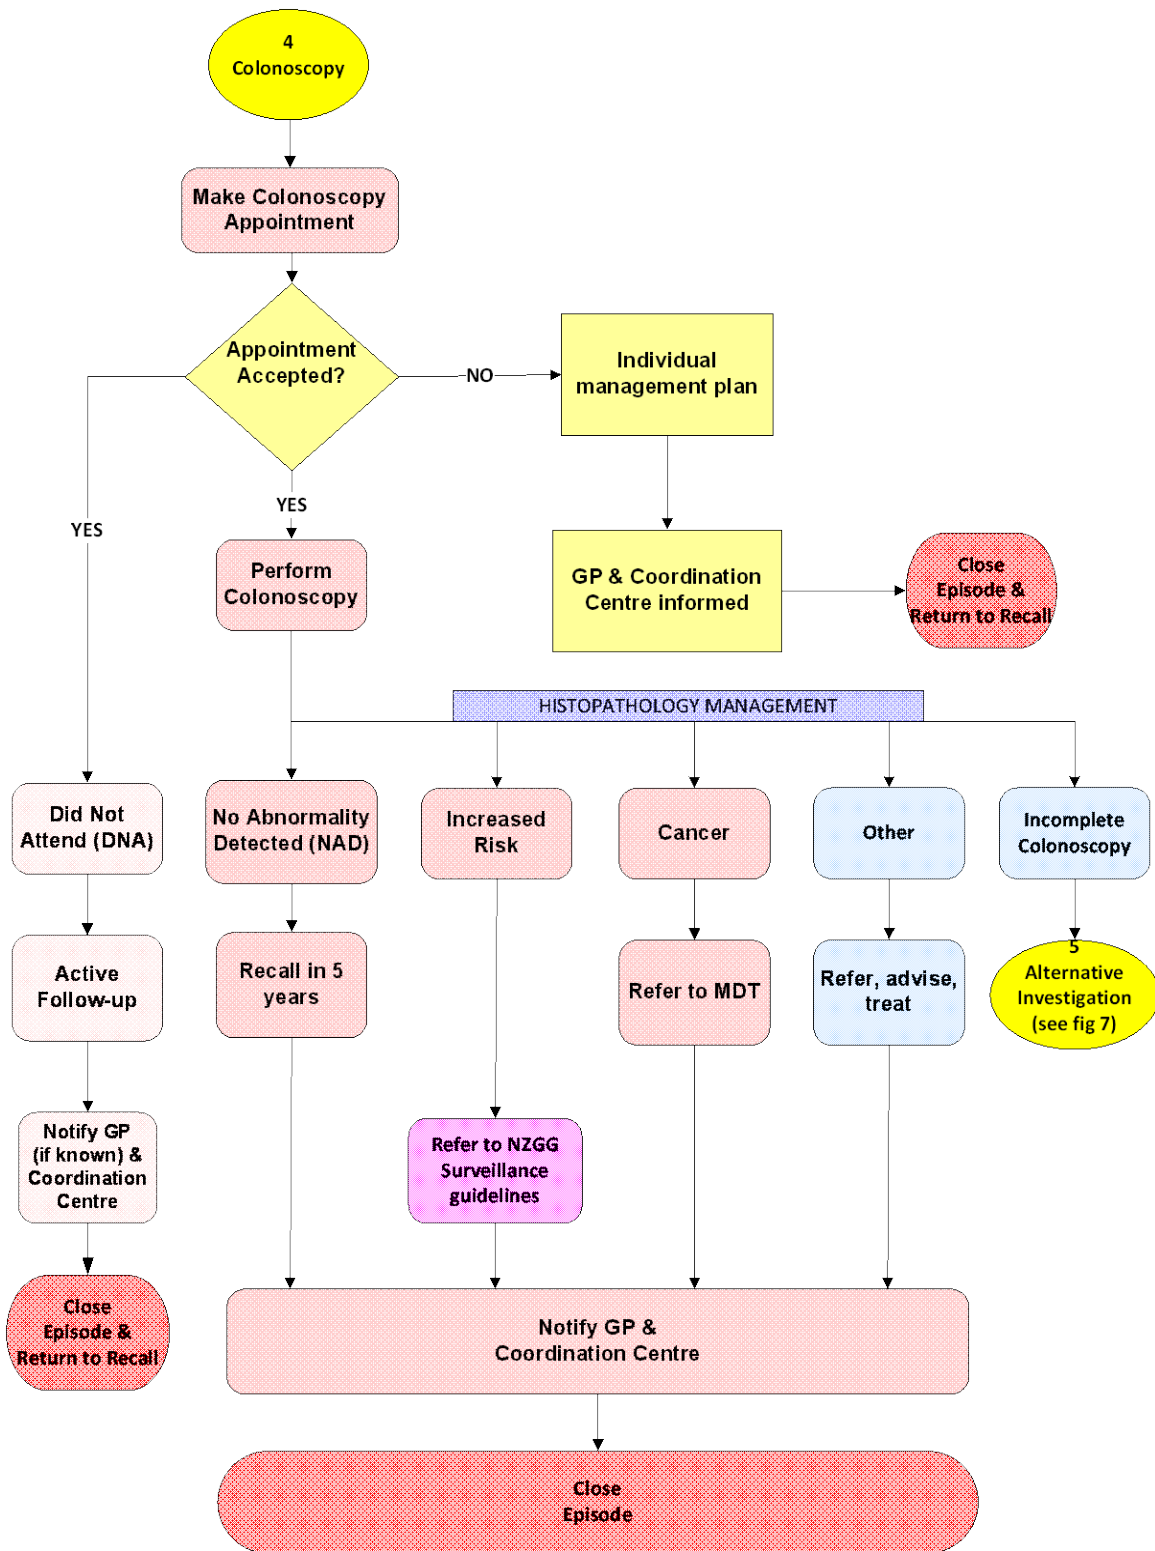 4
Colonoscopy
Make Colonoscopy
Appointment
Appointment
Accepted?
NO
Individual
management plan
YES
YES
Perform
Colonoscopy
GP & Coordination
Centre informed
Close
Episode &
Return to Recall
HISTOPATHOLOGY MANAGEMENT
Did Not
Attend (DNA)
No Abnormality
Detected (NAD)
Increased
Risk
Cancer
Other
Incomplete
Colonoscopy
Active
Follow-up
Recall in 5
years
Refer to MDT
Refer, advise,
treat
5
Alternative
Investigation
(see fig 7)
Notify GP
(if known) &
Coordination
Centre
Refer to NZGG
Surveillance
guidelines
Close
Episode &
Return to Recall
Notify GP &
Coordination Centre
Close
Episode